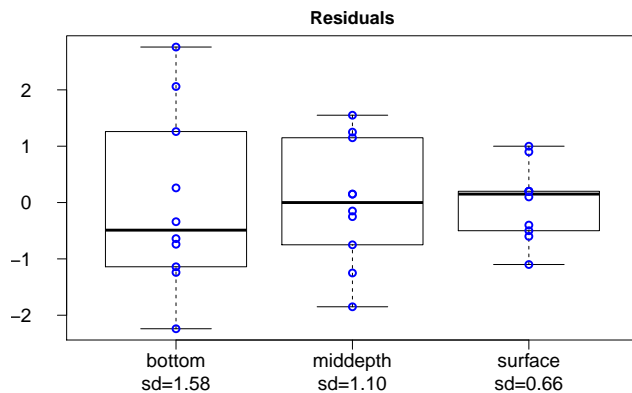 Residuals
2
1
0
−1
−2
bottom middepth surface
sd=1.58 sd=1.10 sd=0.66